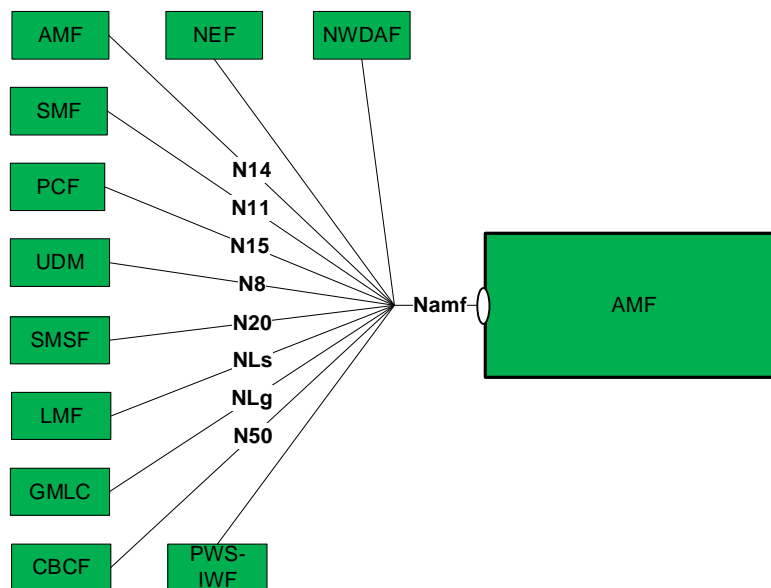 AMF
NEF
NWDAF
SMF
N14
PCF
N11
N15
UDM
N8
Namf
AMF
SMSF
N20
NLs
LMF
NLg
N50
GMLC
CBCF
PWS-
IWF